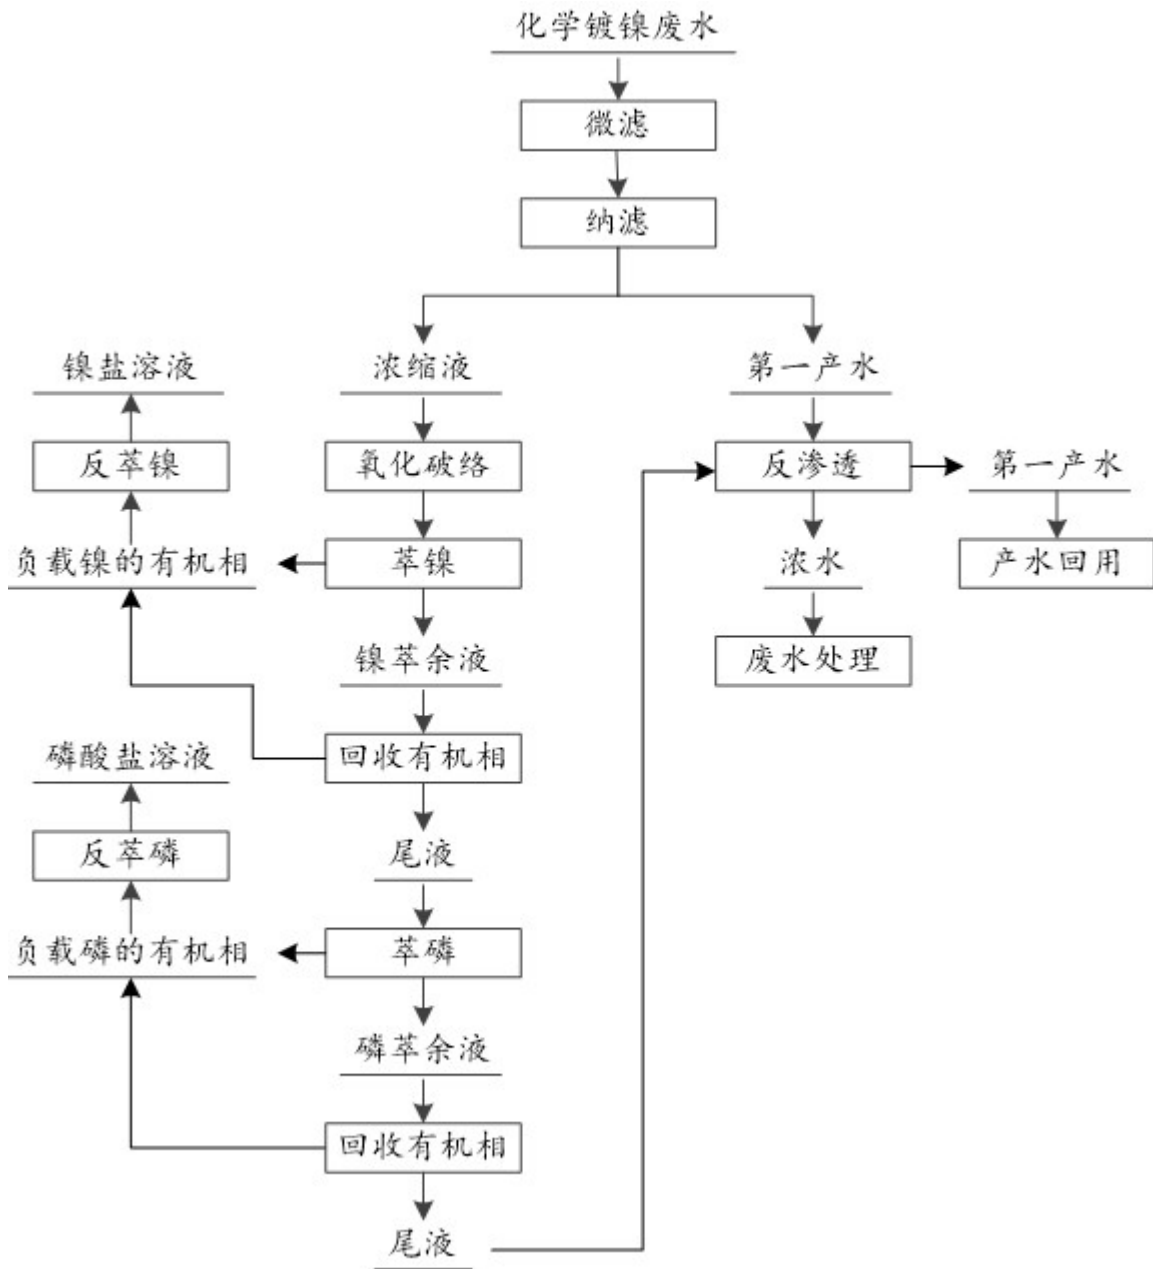 化学镀镍废水
微滤
纳滤
镍盐溶液
浓缩液
第一产水
反萃镍
氧化破络
反渗透
第一产水
负载镍的有机相
萃镍
浓水
产水回用
镍萃余液
废水处理
磷酸盐溶液
回收有机相
反萃磷
尾液
负载磷的有机相
萃磷
磷萃余液
回收有机相
尾液